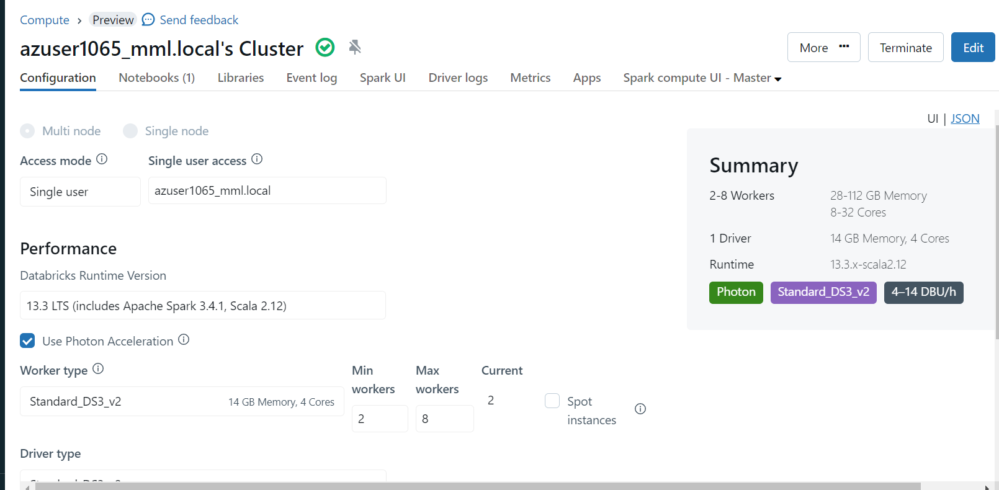 Compute › Preview Send feedback
azuser1065_mml.local's Cluster
More ··· Terminate Edit
Configuration Notebooks (1) Libraries Event log Spark UI Driver logs Metrics Apps Spark compute UI - Master
UI | JSON
Multi node Single node
Access mode Single user access
Single user azuser1065_mml.local
Performance
Databricks Runtime Version
13.3 LTS (includes Apache Spark 3.4.1, Scala 2.12)
Use Photon Acceleration
Worker type Min workers Max workers Current
Standard_DS3_v2 14 GB Memory, 4 Cores 2 8 2 Spot instances
Driver type
Summary
2-8 Workers 28-112 GB Memory
8-32 Cores
1 Driver 14 GB Memory, 4 Cores
Runtime 13.3.x-scala2.12
Photon Standard_DS3_v2 4–14 DBU/h